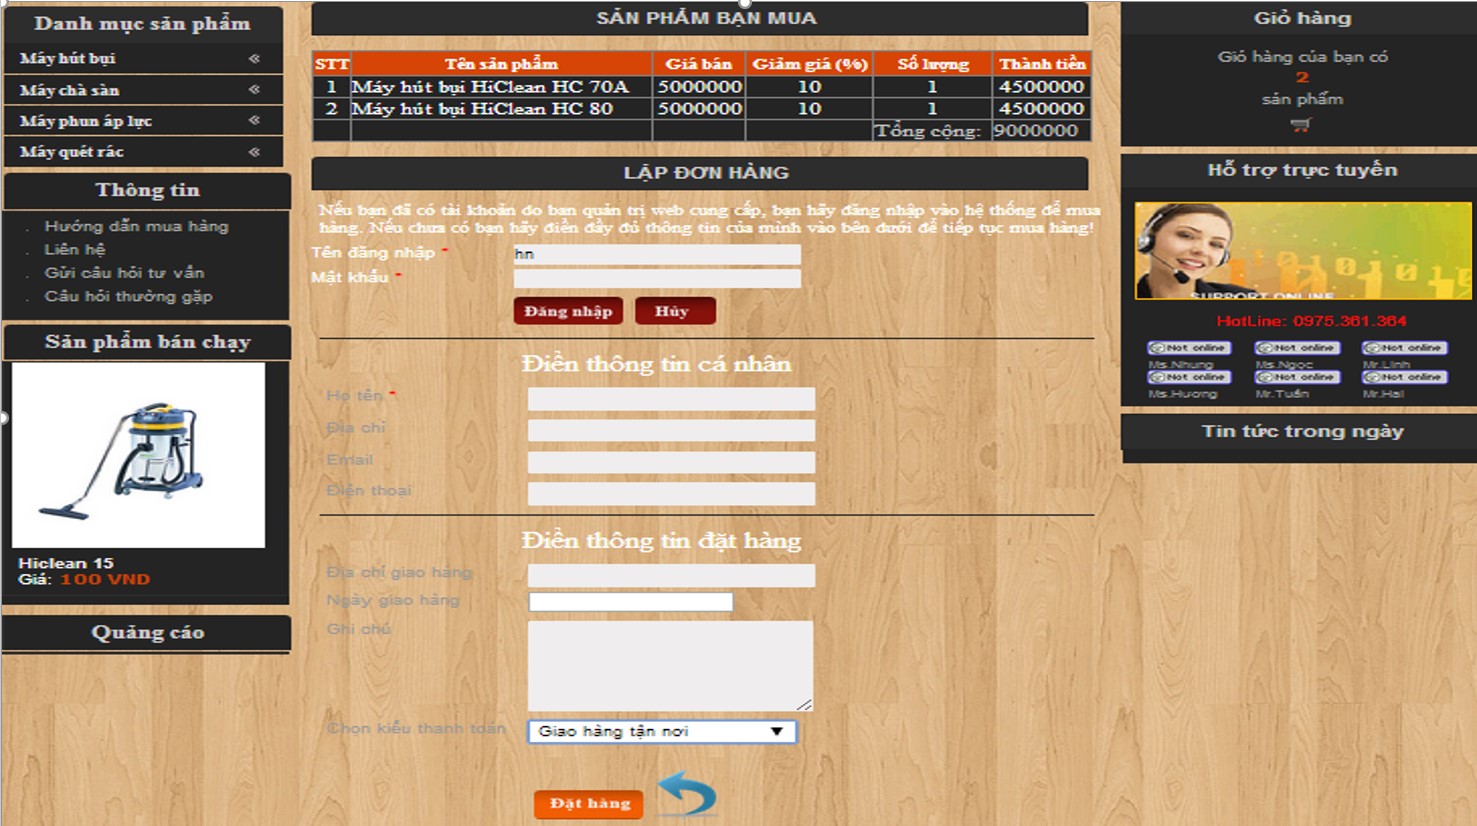 Danh mục sản phẩm
Máy hút bụi
Máy chà sàn
Máy phun áp lực
Máy quét rác
Thông tin
. Hướng dẫn mua hàng
. Liên hệ
. Gửi câu hỏi tư vấn
. Câu hỏi thường gặp
Sản phẩm bán chạy
Hiclean 15
Giá: 100 VND
Quảng cáo
SẢN PHẨM BẠN MUA
STT Tên sản phẩm Giá bán Giảm giá (%) Số lượng Thành tiền
1 Máy hút bụi HiClean HC 70A 5000000 10 1 4500000
2 Máy hút bụi HiClean HC 80 5000000 10 1 4500000
Tổng cộng: 9000000
LẬP ĐƠN HÀNG
Nếu bạn đã có tài khoản do ban quản trị web cung cấp, bạn hãy đăng nhập vào hệ thống để mua
hàng. Nếu chưa có bạn hãy điền đầy đủ thông tin của mình vào bên dưới để tiếp tục mua hàng!
Tên đăng nhập * hn
Mật khẩu *
Đăng nhập Hủy
Điền thông tin cá nhân
Họ tên *
Địa chỉ
Email
Điện thoại
Điền thông tin đặt hàng
Địa chỉ giao hàng
Ngày giao hàng
Ghi chú
Chọn kiểu thanh toán Giao hàng tận nơi
Đặt hàng
Giỏ hàng
Giỏ hàng của bạn có
2
sản phẩm
Hỗ trợ trực tuyến
SUPPORT ONLINE
HotLine: 0975.361.364
Not online Not online Not online
Ms.Nhung Ms.Ngọc Mr.Linh
Not online Not online Not online
Ms.Hương Mr.Tuấn Mr.Hai
Tin tức trong ngày